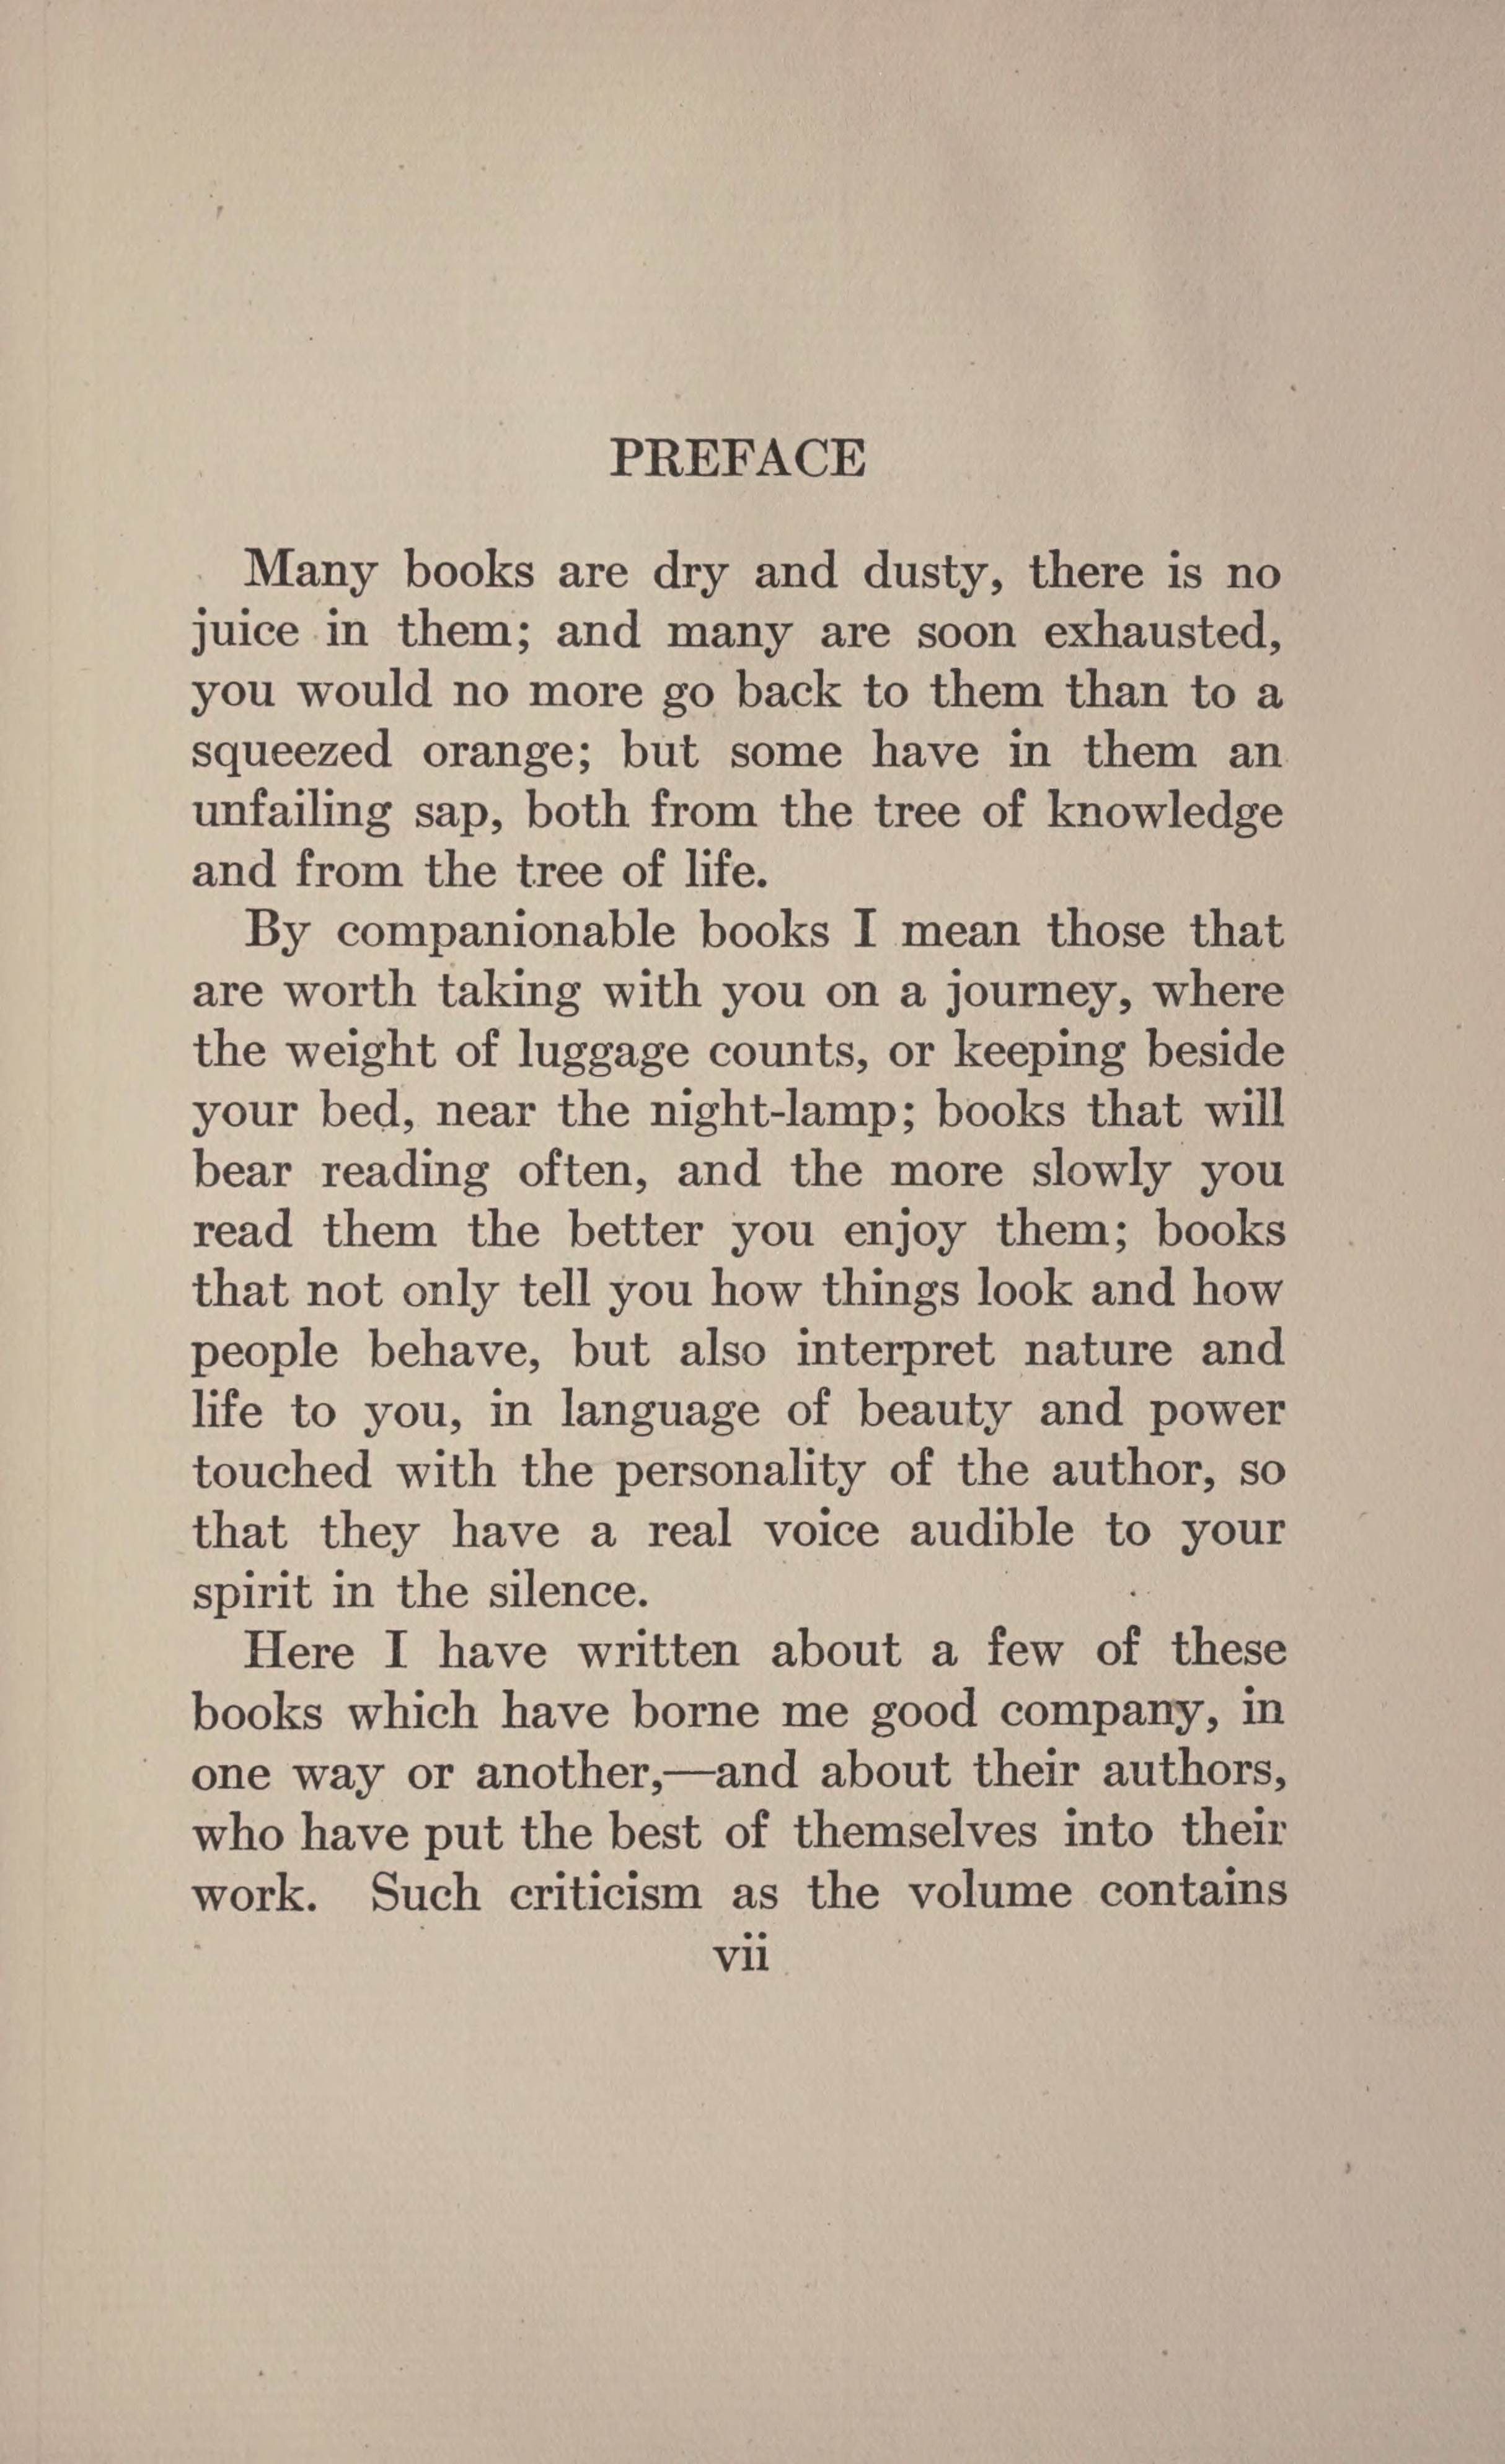 PREFACE
Many books are dry and dusty, there is no
juice in them; and many are soon exhausted,
you would no more go back to them than to a
squeezed orange; but some have in them an
unfailing sap, both from the tree of knowledge
and from the tree of life.
By companionable books I mean those that
are worth taking with you on a journey, where
the weight of luggage counts, or keeping beside
your bed, near the night-lamp; books that will
bear reading often, and the more slowly you
read them the better you enjoy them; books
that not only tell you how things look and how
people behave, but also interpret nature and
life to you, in language of beauty and power
touched with the personality of the author, so
that they have a real voice audible to your
spirit in the silence.
Here I have written about a few of these
books which have borne me good company, in
one way or another,—and about their authors,
who have put the best of themselves into their
work. Such criticism as the volume contains
vii